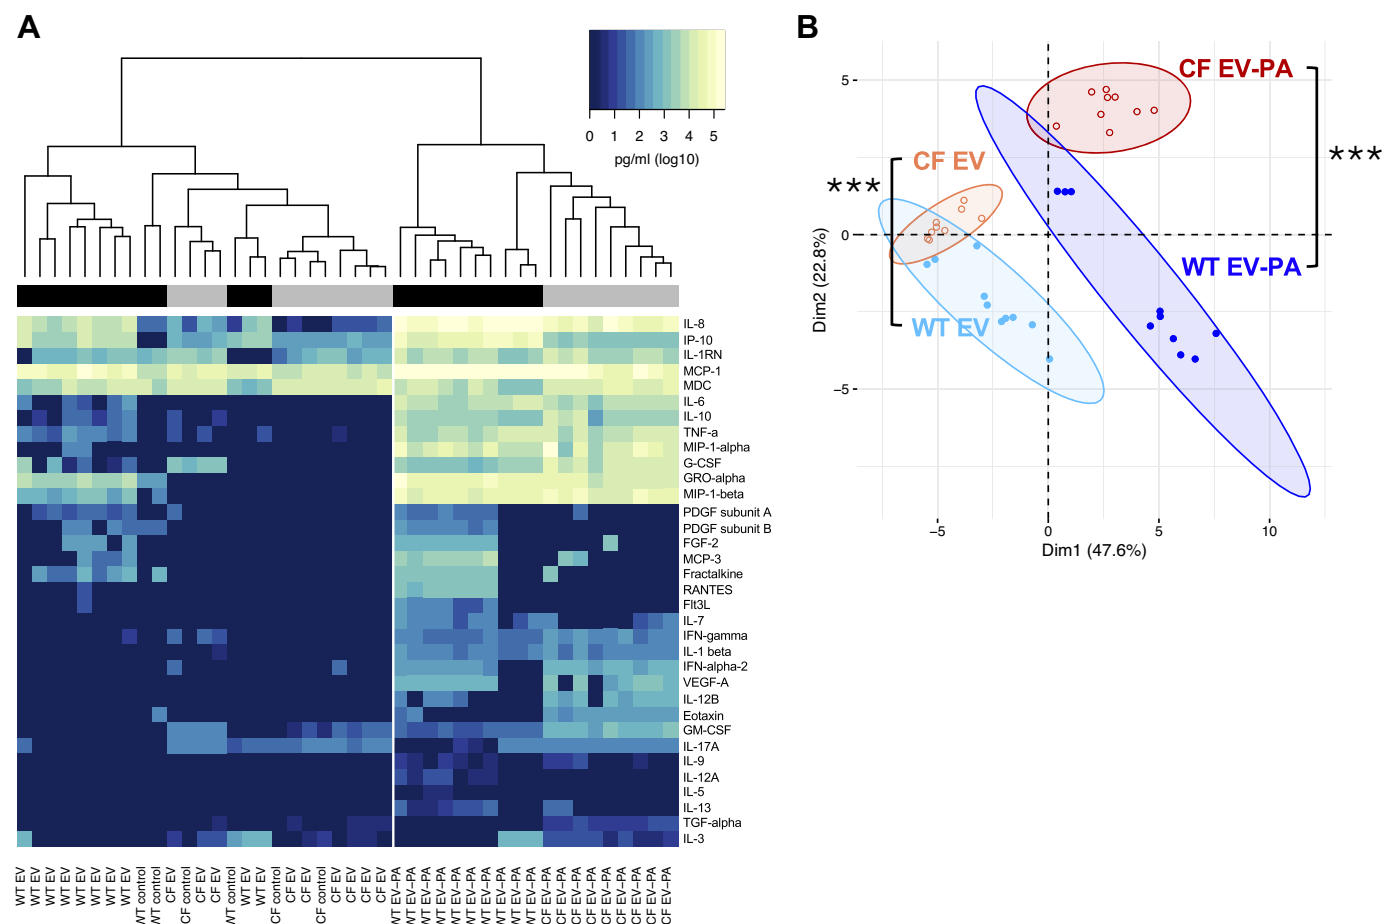 A
0 1 2 3 4 5
pg/ml (log10)
IL-8
IP-10
IL-1RN
MCP-1
MDC
IL-6
IL-10
TNF-a
MIP-1-alpha
G-CSF
GRO-alpha
MIP-1-beta
PDGF subunit A
PDGF subunit B
FGF-2
MCP-3
Fractalkine
RANTES
Flt3L
IL-7
IFN-gamma
IL-1 beta
IFN-alpha-2
VEGF-A
IL-12B
Eotaxin
GM-CSF
IL-17A
IL-9
IL-12A
IL-5
IL-13
TGF-alpha
IL-3
WT EV
WT EV
WT EV
WT EV
WT EV
WT EV
WT EV
WT EV
WT control
WT control
CF EV
CF control
CF EV
CF EV
WT control
WT EV
WT EV
CF control
CF EV
CF EV
CF control
CF EV
CF EV
CF EV
CF EV
WT EV–PA
WT EV–PA
WT EV–PA
WT EV–PA
WT EV–PA
WT EV–PA
WT EV–PA
WT EV–PA
WT EV–PA
WT EV–PA
CF EV–PA
CF EV–PA
CF EV–PA
CF EV–PA
CF EV–PA
CF EV–PA
CF EV–PA
CF EV–PA
CF EV–PA
B
CF EV-PA
***
CF EV
***
WT EV-PA
WT EV
5
0
−5
Dim2 (22.8%)
−5 0 5 10
Dim1 (47.6%)